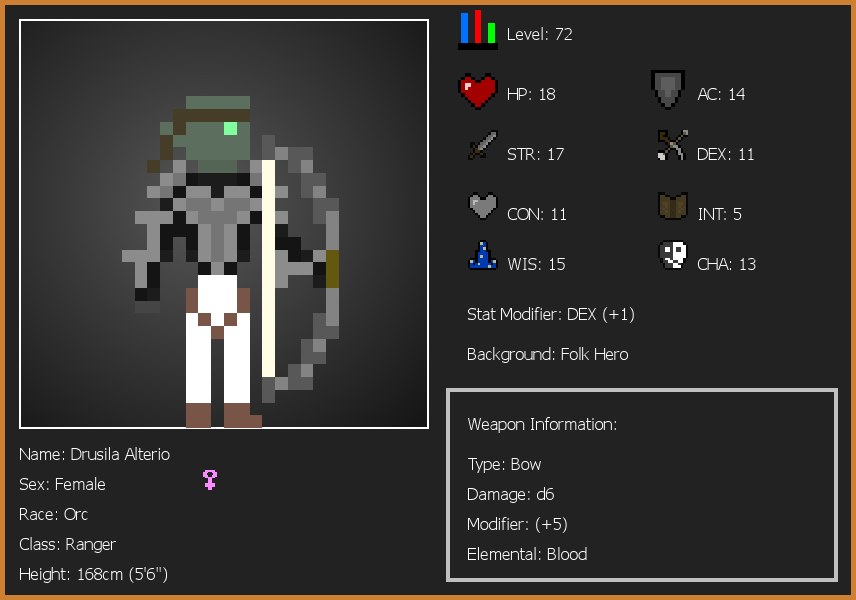 Level: 72
HP: 18
AC: 14
STR: 17
DEX: 11
CON: 11
INT: 5
WIS: 15
CHA: 13
Stat Modifier: DEX (+1)
Background: Folk Hero
Weapon Information:
Type: Bow
Damage: d6
Modifier: (+5)
Elemental: Blood
Name: Drusila Alterio
Sex: Female
Race: Orc
Class: Ranger
Height: 168cm (5'6")